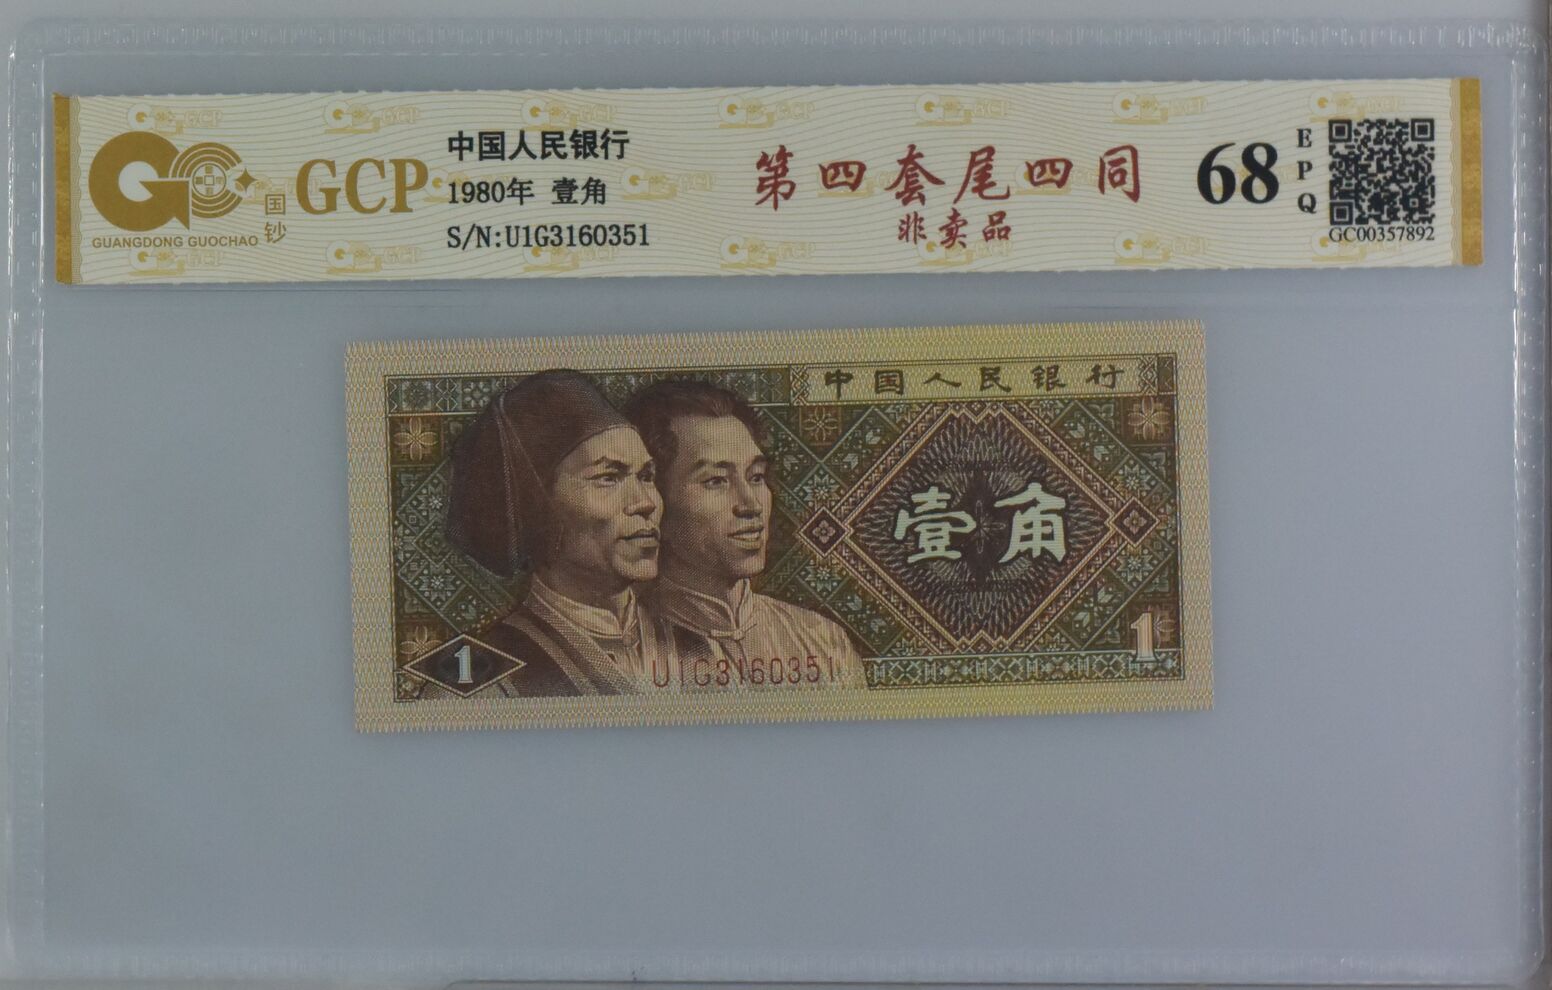 GUANGDONG GUOCHAO
国钞
GCP
中国人民银行
1980年 壹角
S/N:U1G3160351
第四套尾四同
非卖品
68
EPQ
GC00357892
中国人民银行
壹角
1
1
U1G3160351